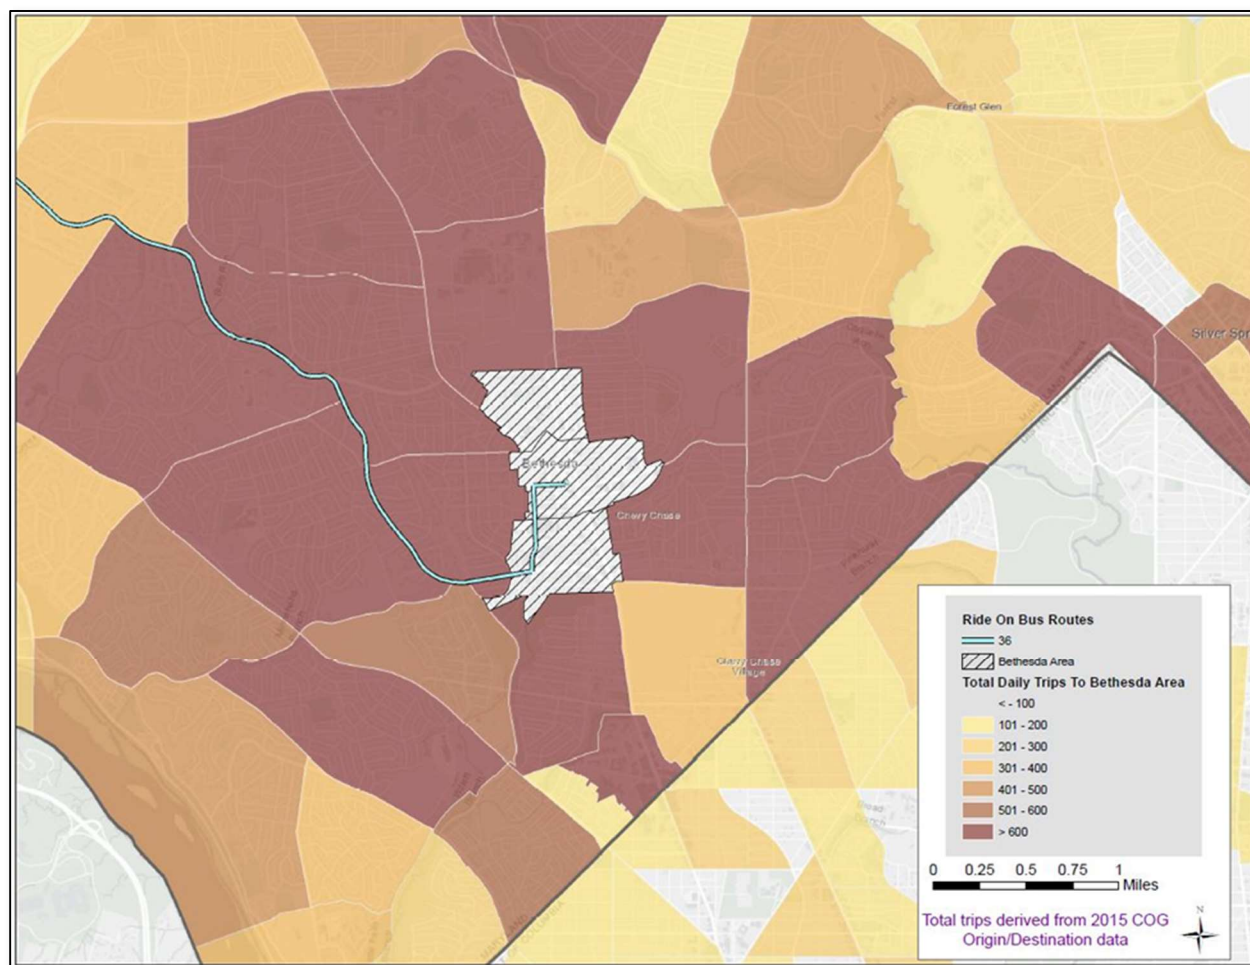 Forest Glen
Silver Spr
Bethesda
Chevy Chase
Chevy Chase
Village
Ride On Bus Routes
36
Bethesda Area
Total Daily Trips To Bethesda Area
< - 100
101 - 200
201 - 300
301 - 400
401 - 500
501 - 600
> 600
0 0.25 0.5 0.75 1
Miles
N
Total trips derived from 2015 COG
Origin/Destination data